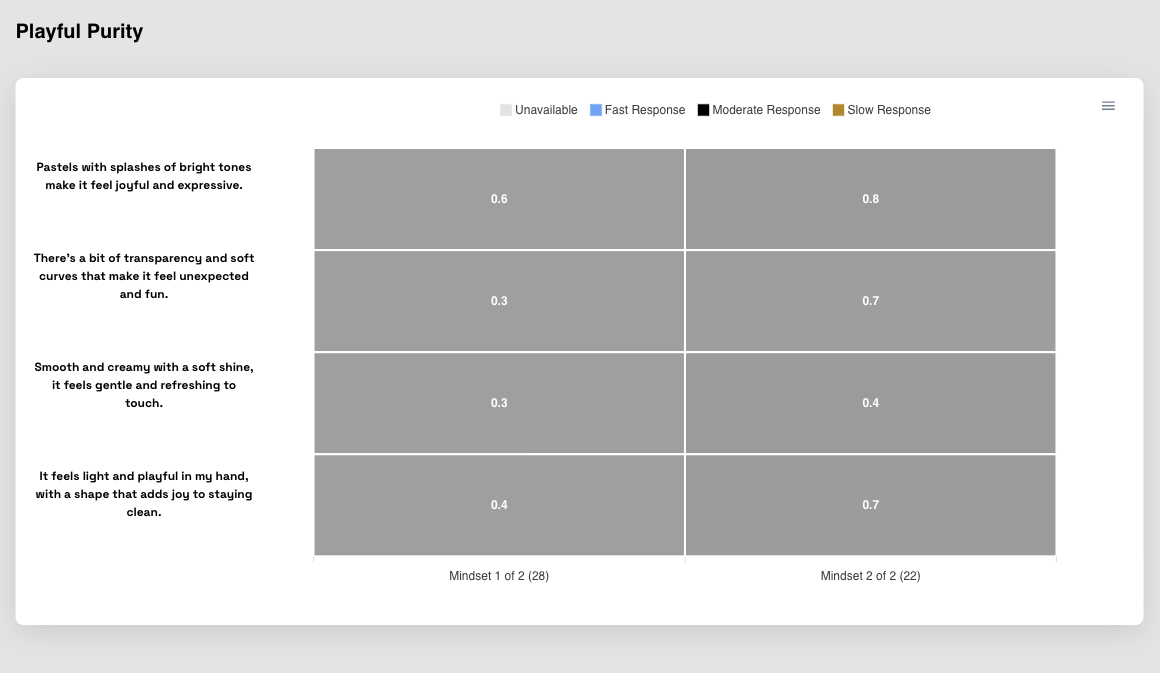 Playful Purity
Unavailable Fast Response Moderate Response Slow Response
Pastels with splashes of bright tones
make it feel joyful and expressive.
0.6 0.8
There's a bit of transparency and soft
curves that make it feel unexpected
and fun.
0.3 0.7
Smooth and creamy with a soft shine,
it feels gentle and refreshing to
touch.
0.3 0.4
It feels light and playful in my hand,
with a shape that adds joy to staying
clean.
0.4 0.7
Mindset 1 of 2 (28) Mindset 2 of 2 (22)